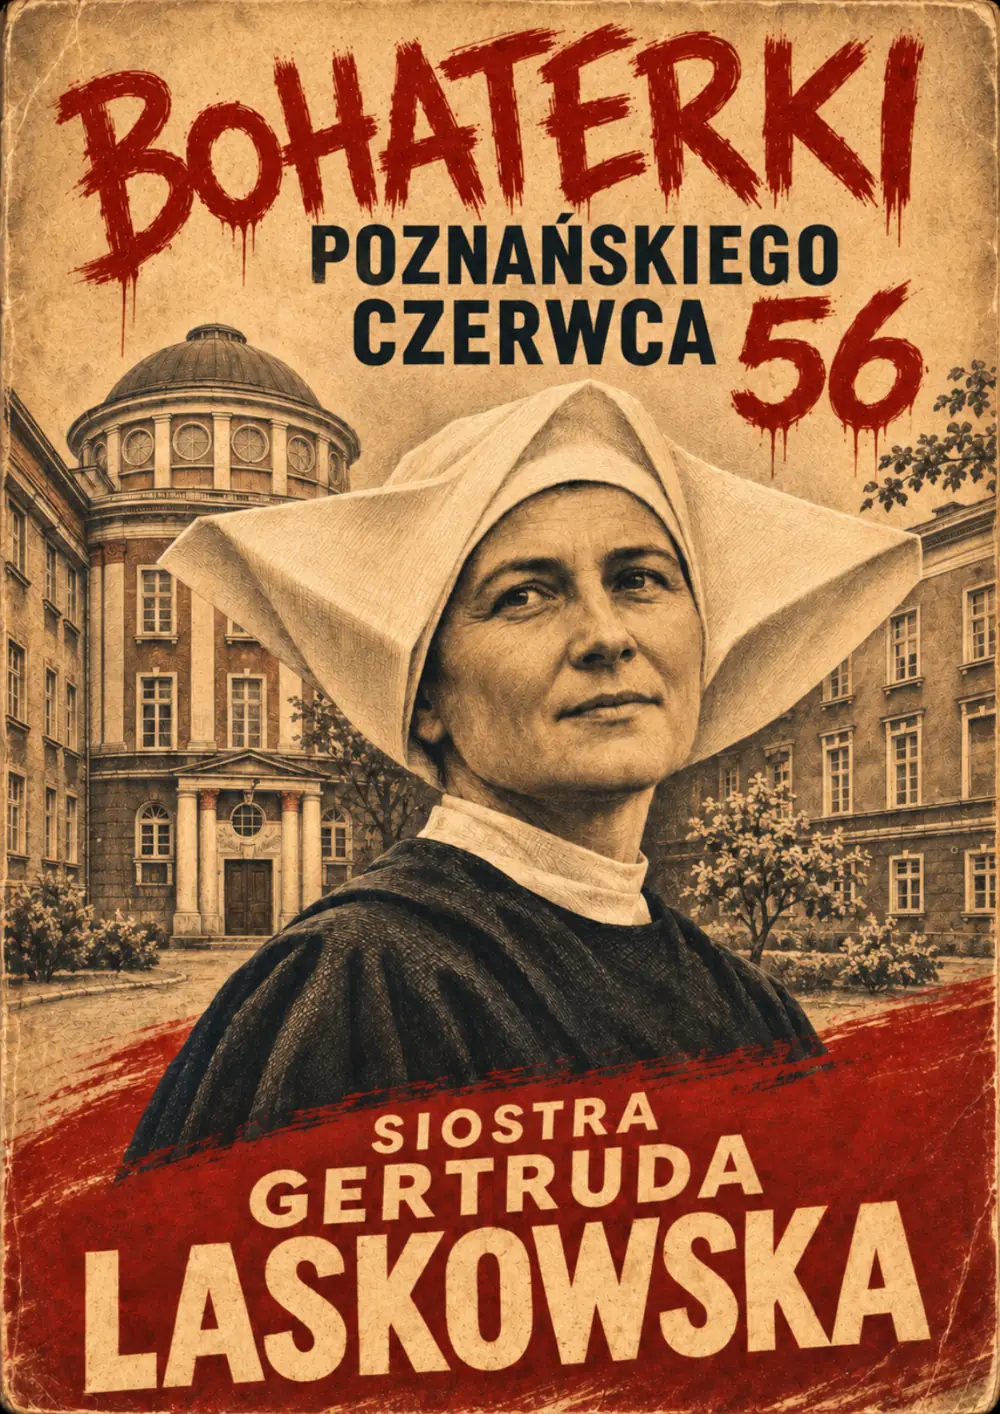 BOHATERKI
POZNAŃSKIEGO
CZERWCA 56
SIOSTRA
GERTRUDA
LASKOWSKA